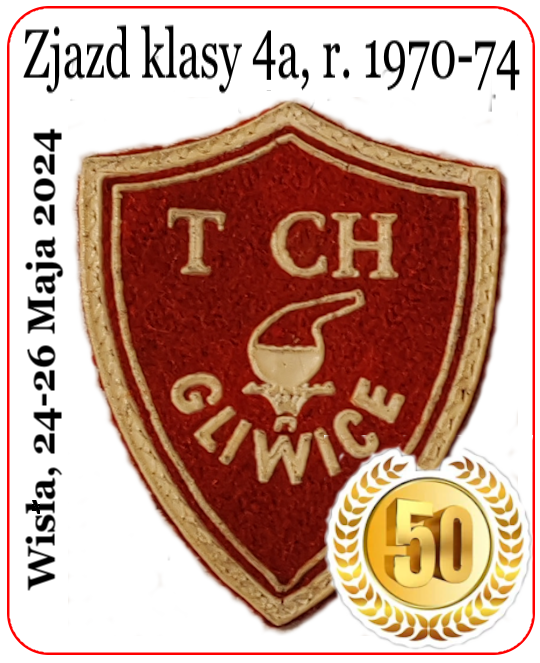 Zjazd klasy 4a, r. 1970-74
Wisła, 24-26 Maja 2024
T CH
GLIWICE
50